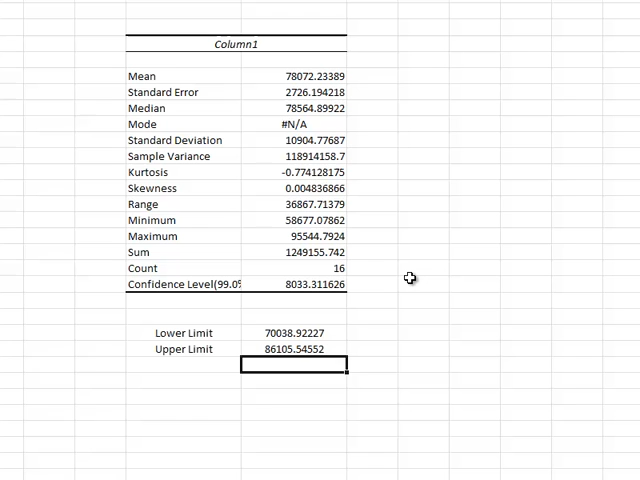 Column1
Mean 78072.23389
Standard Error 2726.194218
Median 78564.89922
Mode #N/A
Standard Deviation 10904.77687
Sample Variance 118914158.7
Kurtosis -0.774128175
Skewness 0.004836866
Range 36867.71379
Minimum 58677.07862
Maximum 95544.7924
Sum 1249155.742
Count 16
Confidence Level(99.0% 8033.311626
Lower Limit 70038.92227
Upper Limit 86105.54552